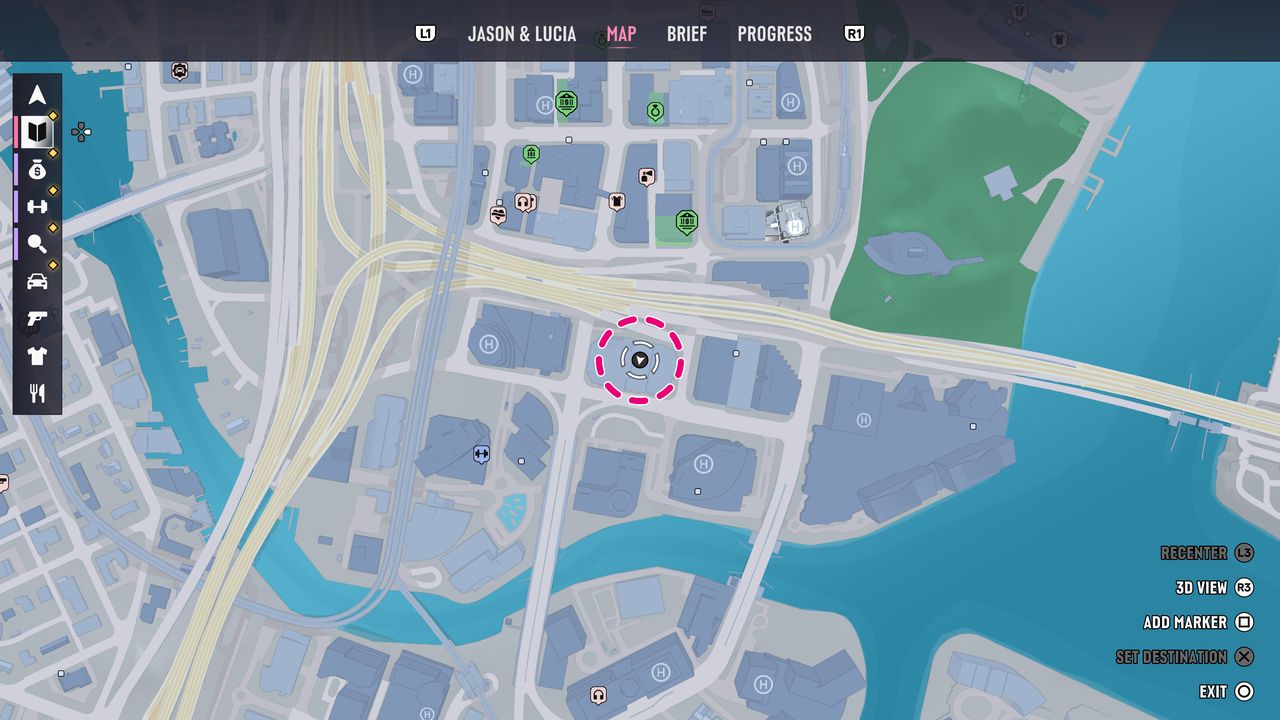 L1 JASON & LUCIA MAP BRIEF PROGRESS R1
H
H
H
H
H
H
H
H
H
H
H
H
RECENTER L3
3D VIEW R3
ADD MARKER
SET DESTINATION
EXIT